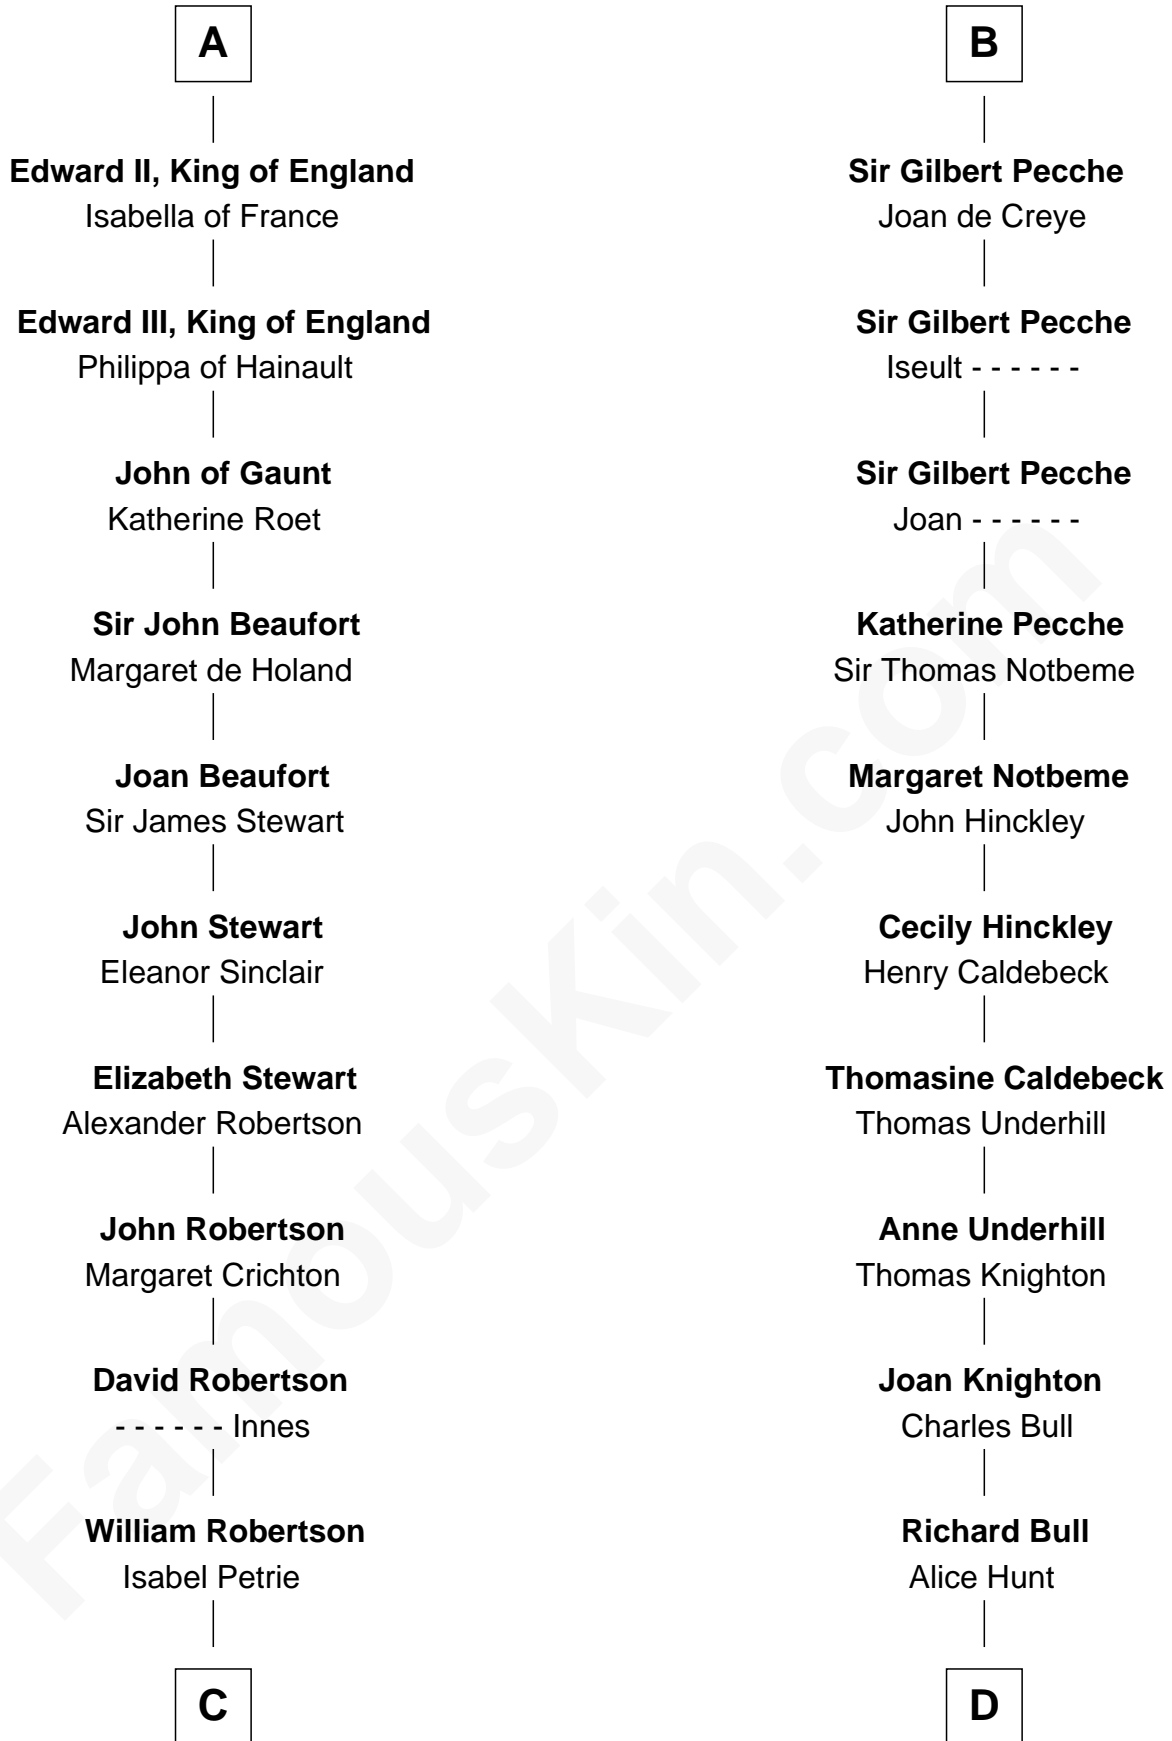 A
Edward II, King of England
Isabella of France
Edward III, King of England
Philippa of Hainault
John of Gaunt
Katherine Roet
Sir John Beaufort
Margaret de Holand
Joan Beaufort
Sir James Stewart
John Stewart
Eleanor Sinclair
Elizabeth Stewart
Alexander Robertson
John Robertson
Margaret Crichton
David Robertson
- - - - - - Innes
William Robertson
Isabel Petrie
C
B
Sir Gilbert Pecche
Joan de Creye
Sir Gilbert Pecche
Iseult - - - - - -
Sir Gilbert Pecche
Joan - - - - - -
Katherine Pecche
Sir Thomas Notbeme
Margaret Notbeme
John Hinckley
Cecily Hinckley
Henry Caldebeck
Thomasine Caldebeck
Thomas Underhill
Anne Underhill
Thomas Knighton
Joan Knighton
Charles Bull
Richard Bull
Alice Hunt
D
FamousKin.com